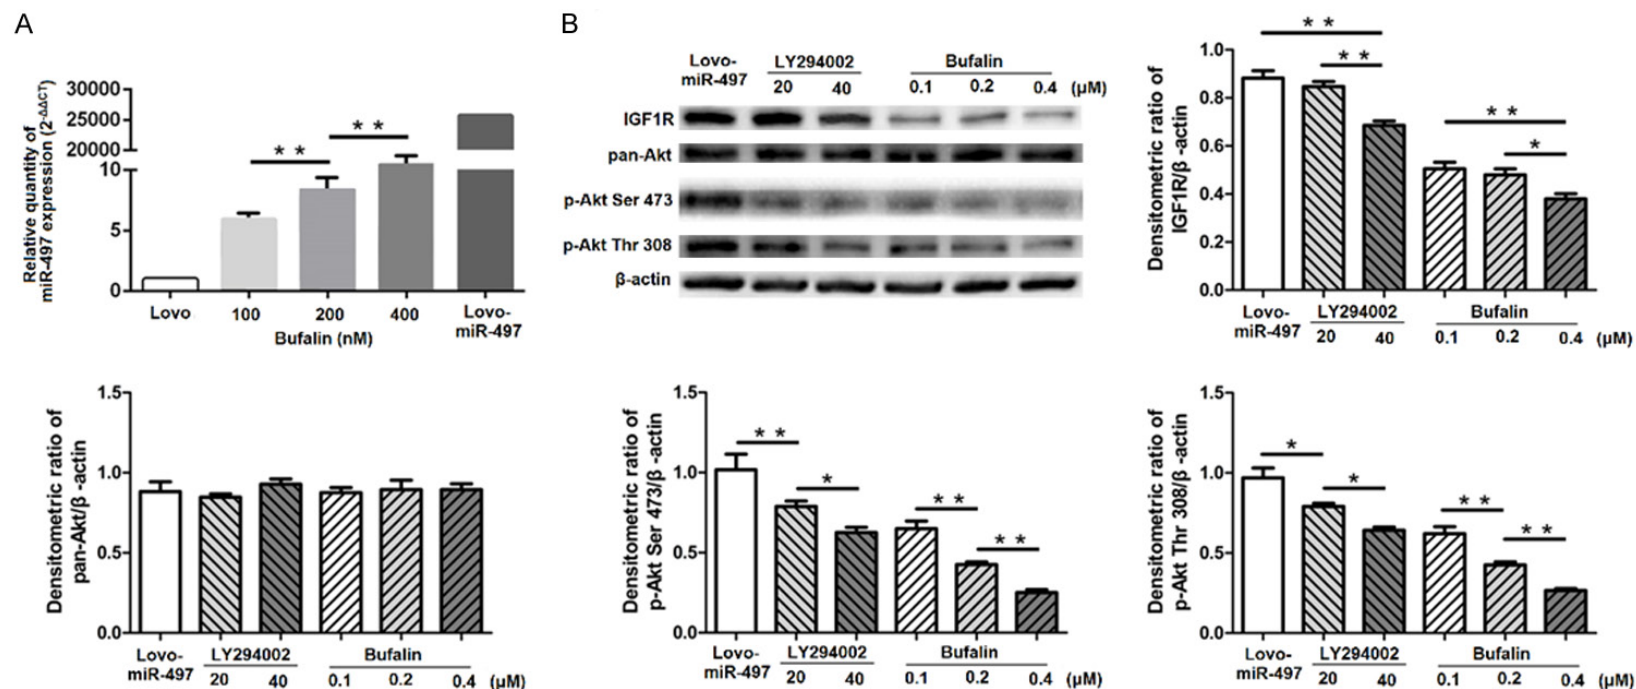 A
Relative quantity of
miR-497 expression (2-ΔΔCT)
30000
25000
20000
10
5
0
* *
* *
Lovo
100
200
400
Lovo-
miR-497
Bufalin (nM)
B
Lovo-
miR-497
LY294002
Bufalin
20
40
0.1
0.2
0.4
(μM)
IGF1R
pan-Akt
p-Akt Ser 473
p-Akt Thr 308
β-actin
Densitometric ratio of
IGF1R/β -actin
1.0
0.8
0.6
0.4
0.2
0.0
* *
* *
* *
*
Lovo-
miR-497
LY294002
Bufalin
20
40
0.1
0.2
0.4
(μM)
Densitometric ratio of
pan-Akt/β -actin
1.5
1.0
0.5
0.0
Lovo-
miR-497
LY294002
Bufalin
20
40
0.1
0.2
0.4
(μM)
Densitometric ratio of
p-Akt Ser 473/β -actin
1.5
1.0
0.5
0.0
* *
*
* *
* *
Lovo-
miR-497
LY294002
Bufalin
20
40
0.1
0.2
0.4
(μM)
Densitometric ratio of
p-Akt Thr 308/β -actin
1.5
1.0
0.5
0.0
*
*
* *
* *
Lovo-
miR-497
LY294002
Bufalin
20
40
0.1
0.2
0.4
(μM)